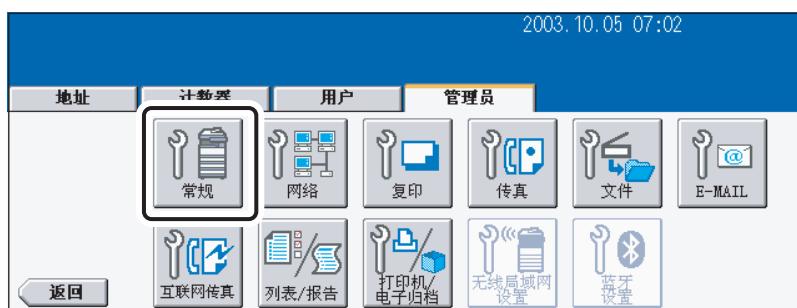 2003.10.05 07:02
地址 计数器 用户 管理员
常规 网络 复印 传真 文件 E-MAIL
互联网传真 列表/报告 打印机/ 无线局域网 蓝牙
电子归档 设置 设置
返回